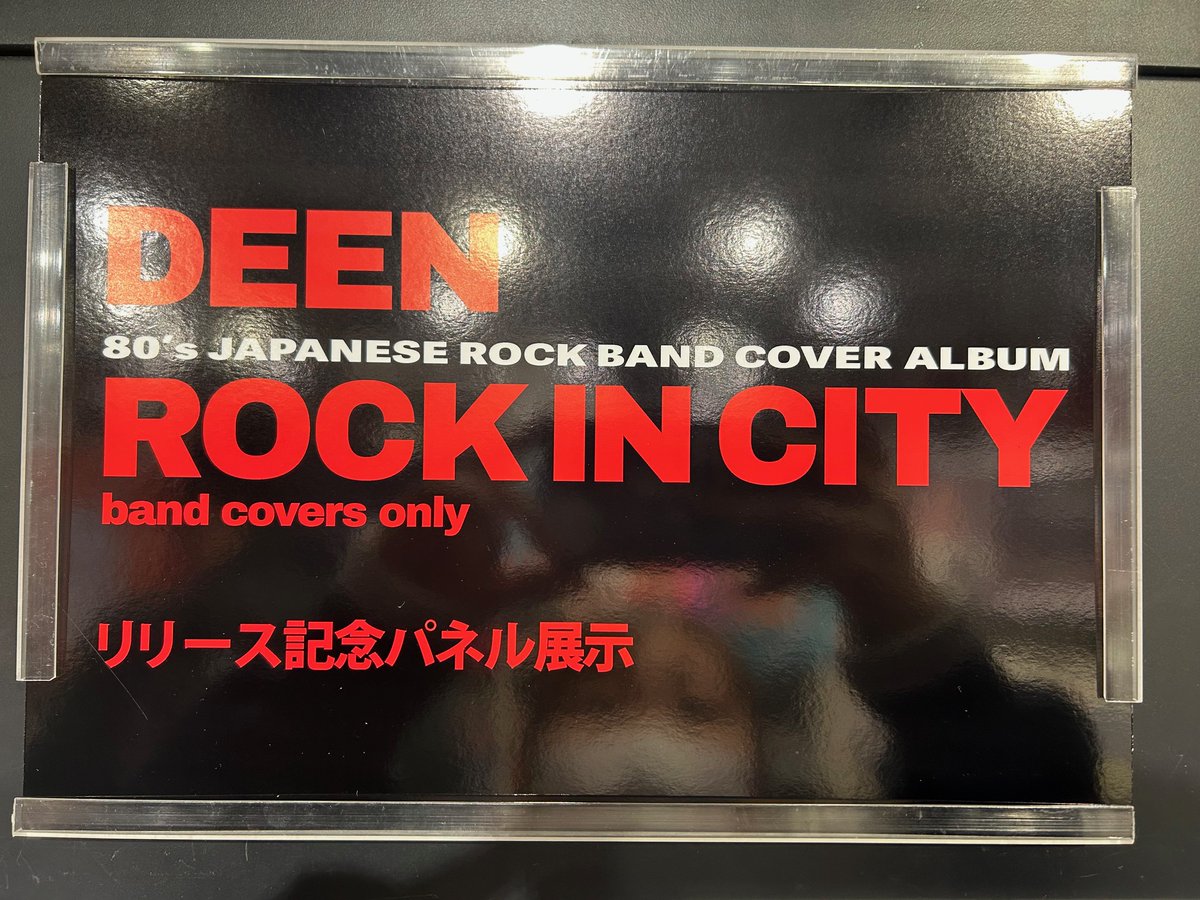 DEEN
80's JAPANESE ROCK BAND COVER ALBUM
ROCK IN CITY
band covers only
リリース記念パネル展示